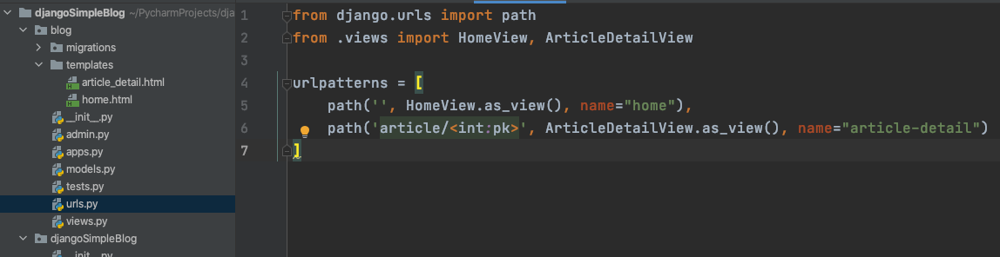 djangoSimpleBlog ~/PycharmProjects/dja
blog
migrations
templates
article_detail.html
home.html
__init__.py
admin.py
apps.py
models.py
tests.py
urls.py
views.py
djangoSimpleBlog
__init__.py
1 from django.urls import path
2 from .views import HomeView, ArticleDetailView
3
4 urlpatterns = [
5 path('', HomeView.as_view(), name="home"),
6 path('article/<int:pk>', ArticleDetailView.as_view(), name="article-detail")
7 ]